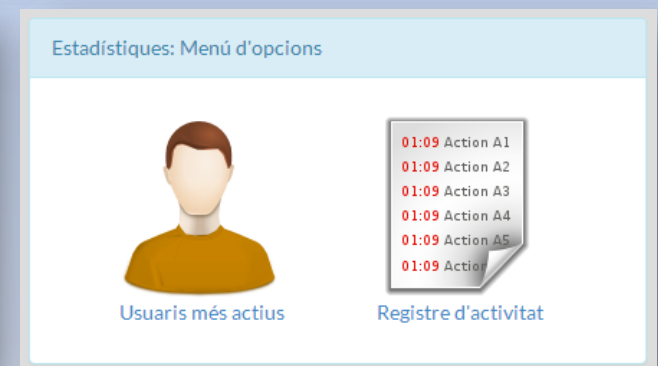 Estadístiques: Menú d'opcions
01:09 Action A1
01:09 Action A2
01:09 Action A3
01:09 Action A4
01:09 Action A5
01:09 Action
Usuaris més actius
Registre d'activitat